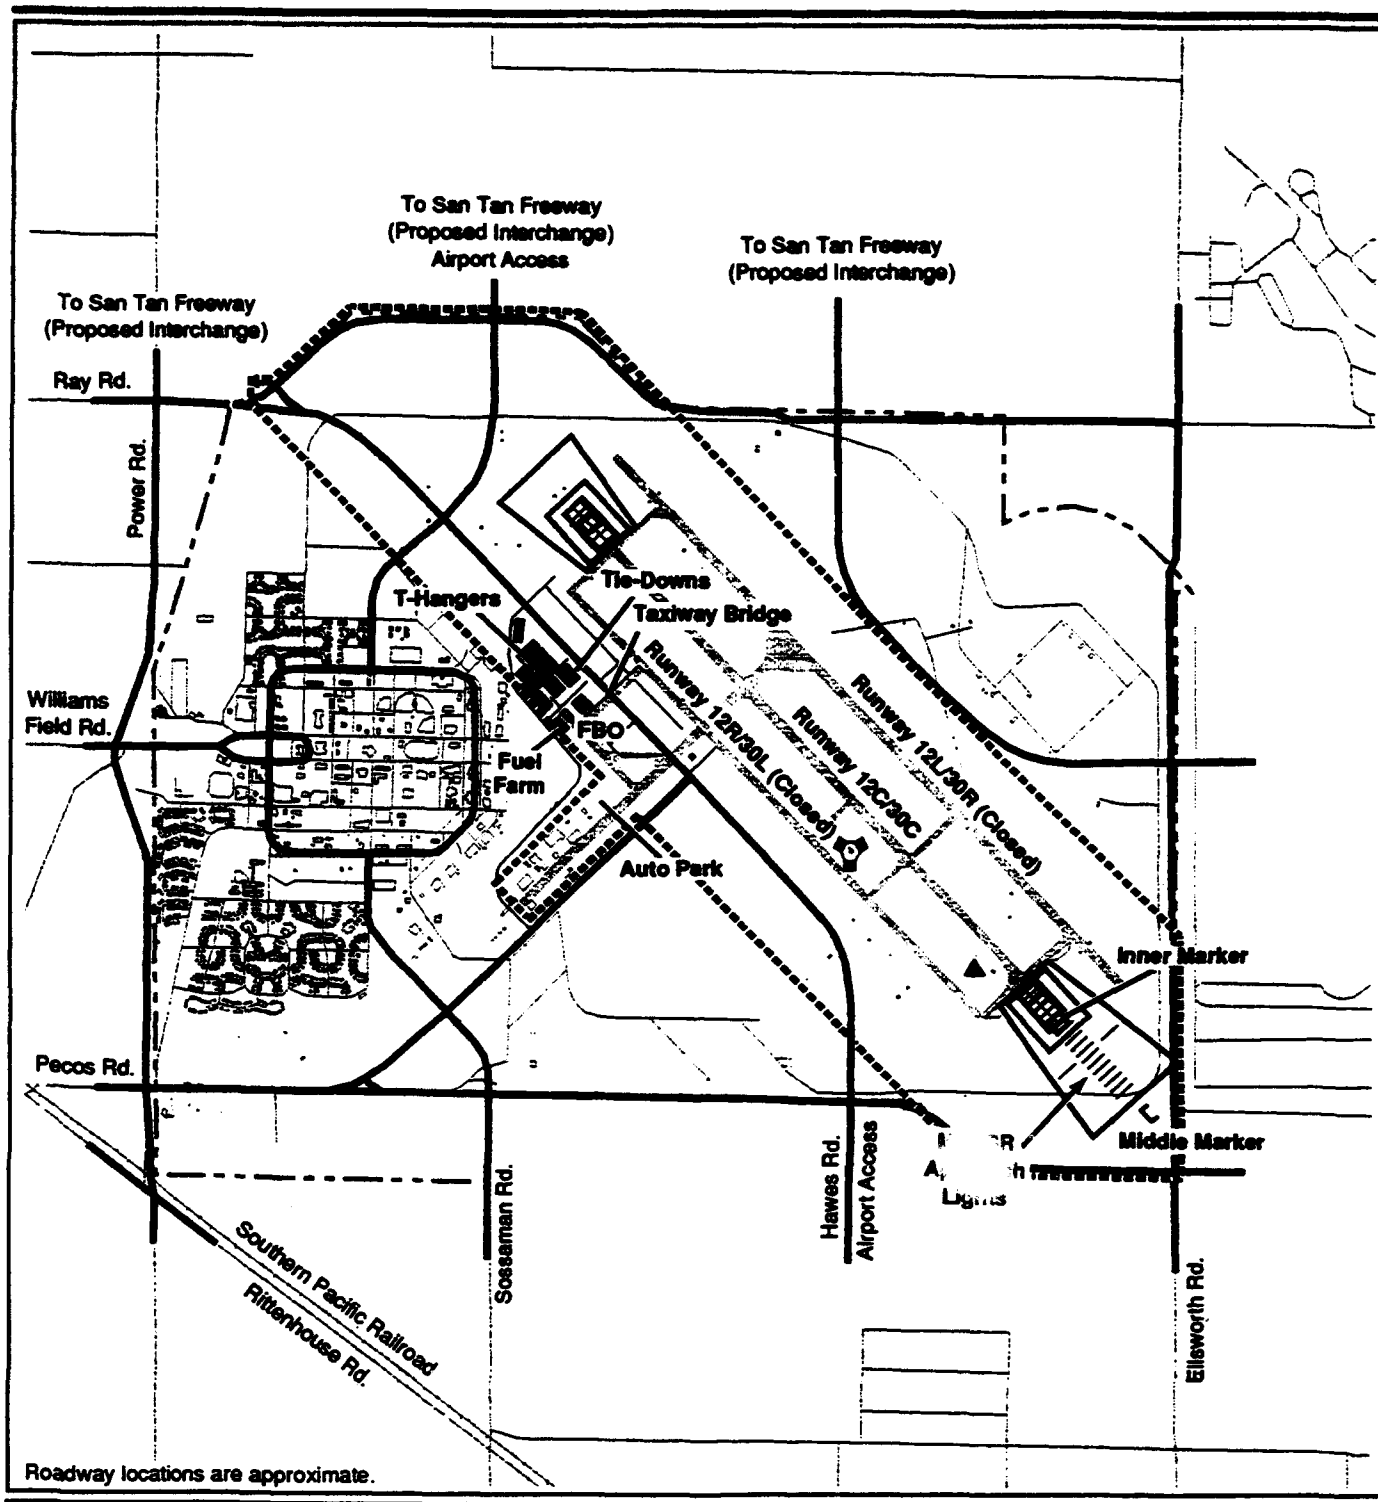 To San Tan Freeway
(Proposed Interchange)
Airport Access
To San Tan Freeway
(Proposed Interchange)
To San Tan Freeway
(Proposed Interchange)
Ray Rd.
Power Rd.
Tie-Downs
T-Hangers
Taxiway Bridge
Runway 12R/30L (Closed)
Runway 12C/30C
Runway 12L/30R (Closed)
Williams
Field Rd.
FBO
Fuel
Farm
Auto Park
Inner Marker
Pecos Rd.
Middle Marker
Lights
Sossaman Rd.
Hawes Rd.
Airport Access
Ellsworth Rd.
Southern Pacific Railroad
Rittenhouse Rd.
Roadway locations are approximate.